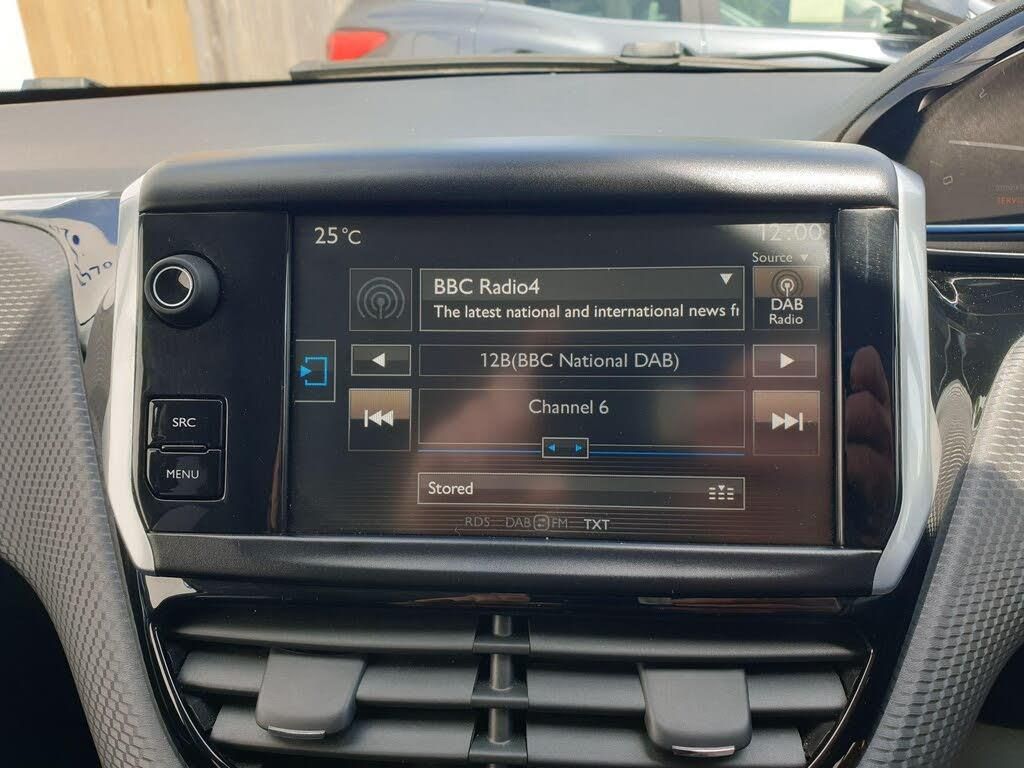 25°C
12:00
Source
BBC Radio4
The latest national and international news fr
DAB
Radio
12B(BBC National DAB)
Channel 6
SRC
MENU
Stored
RDS DAB FM TXT